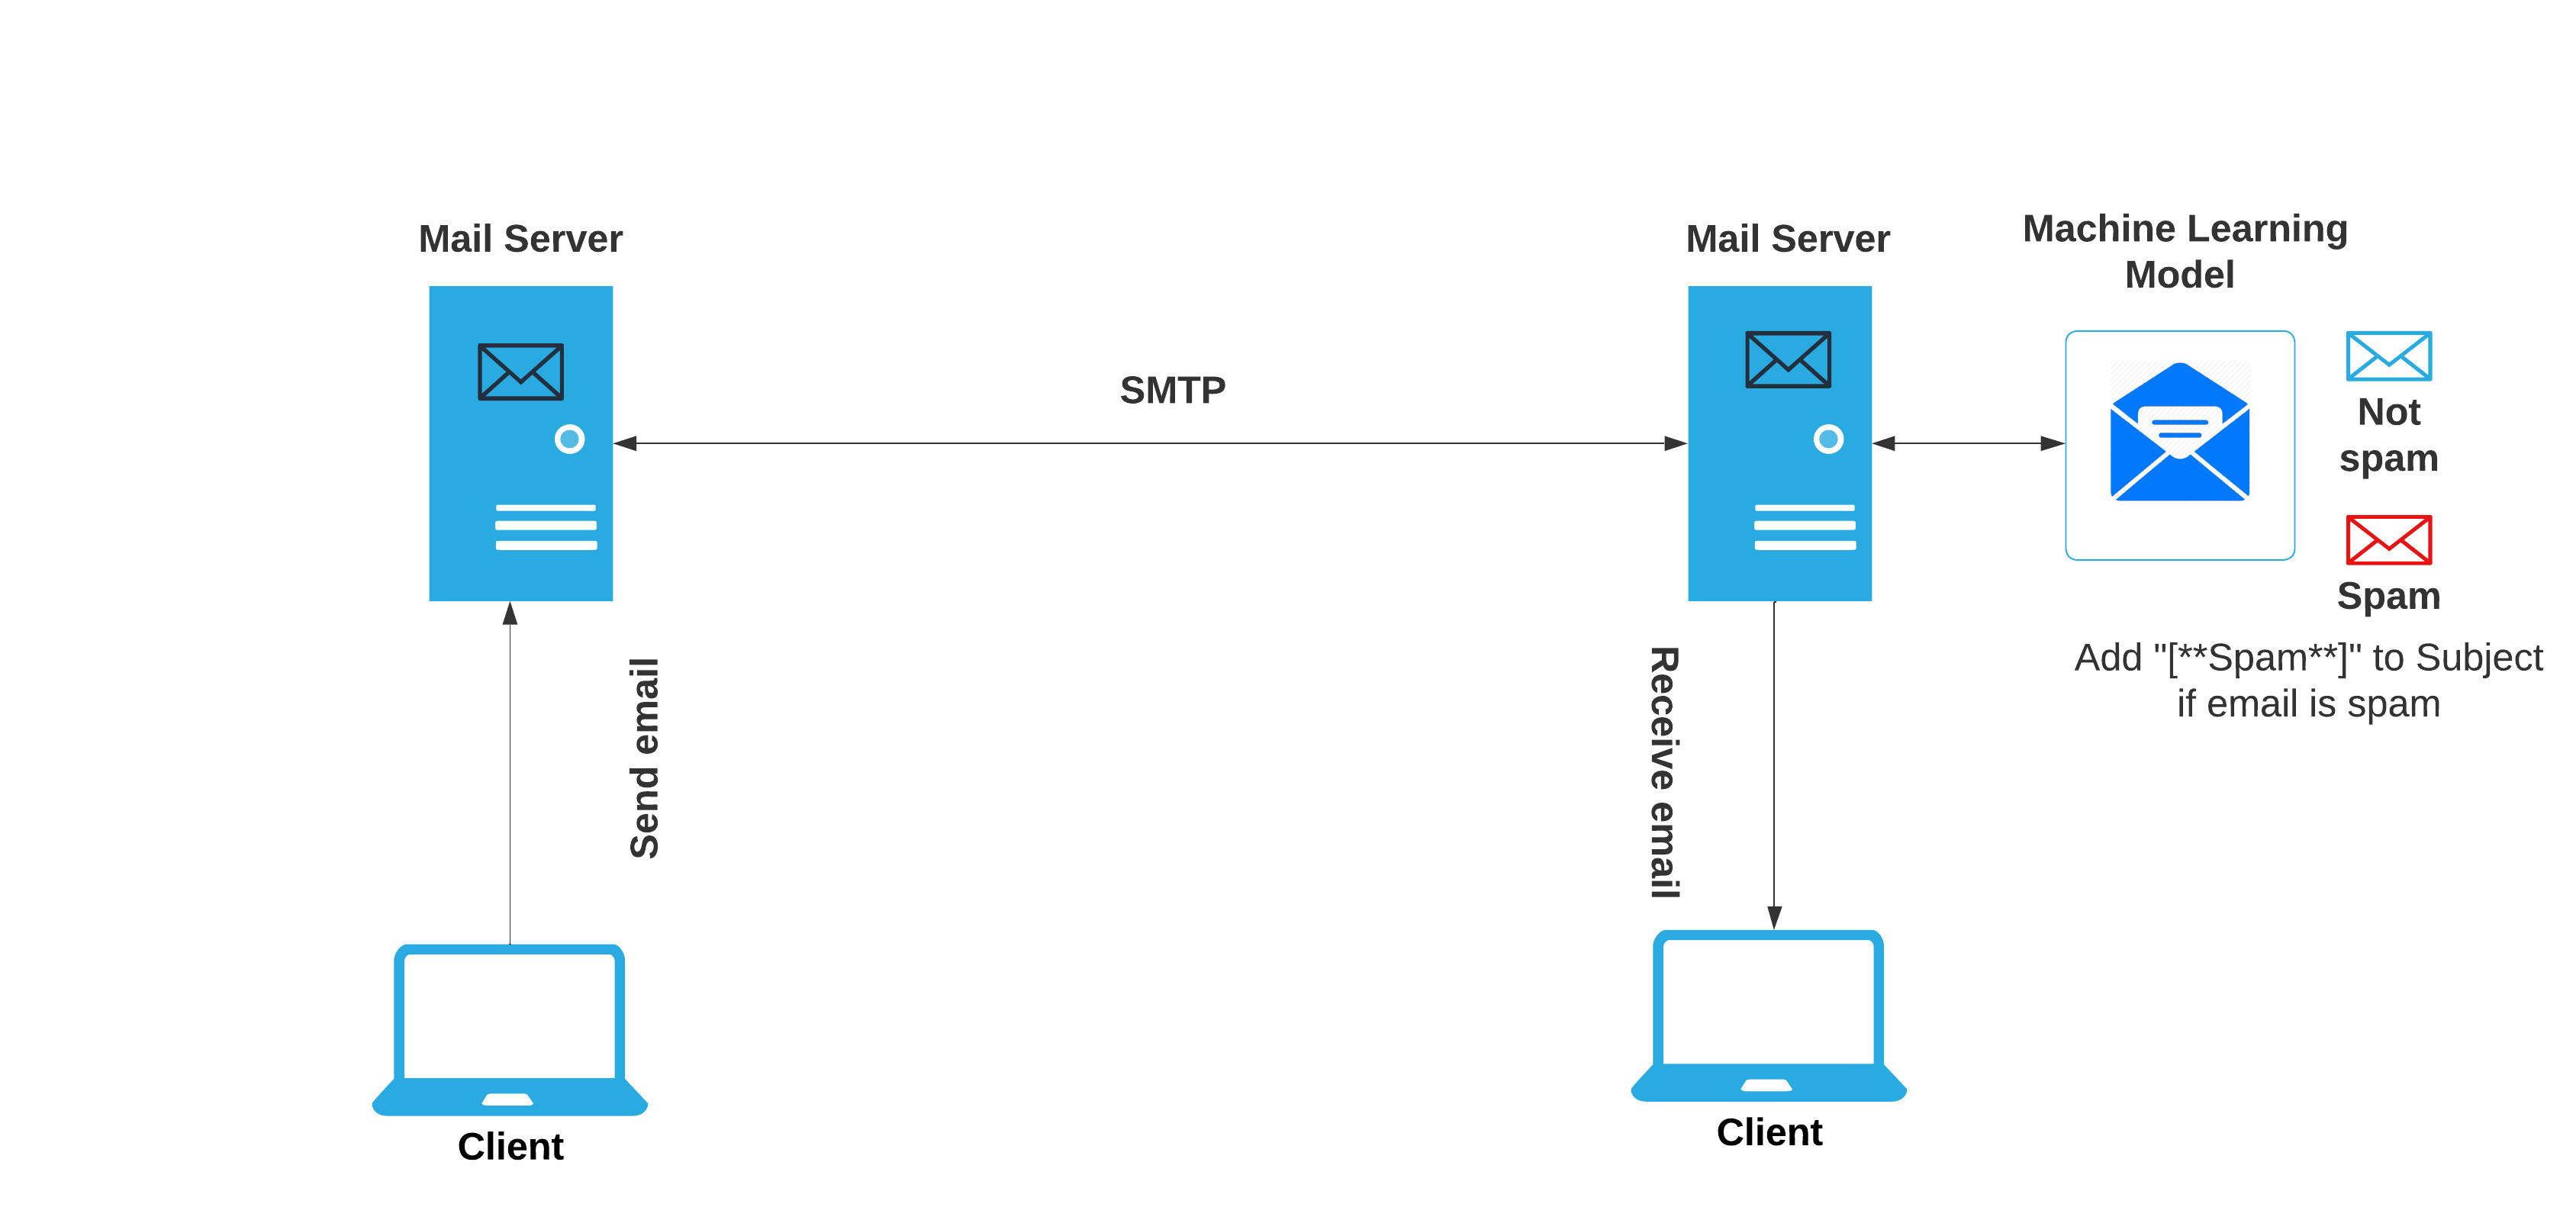 Mail Server
Mail Server
Machine Learning
Model
SMTP
Not
spam
Spam
Add "[**Spam**]" to Subject
if email is spam
Send email
Receive email
Client
Client